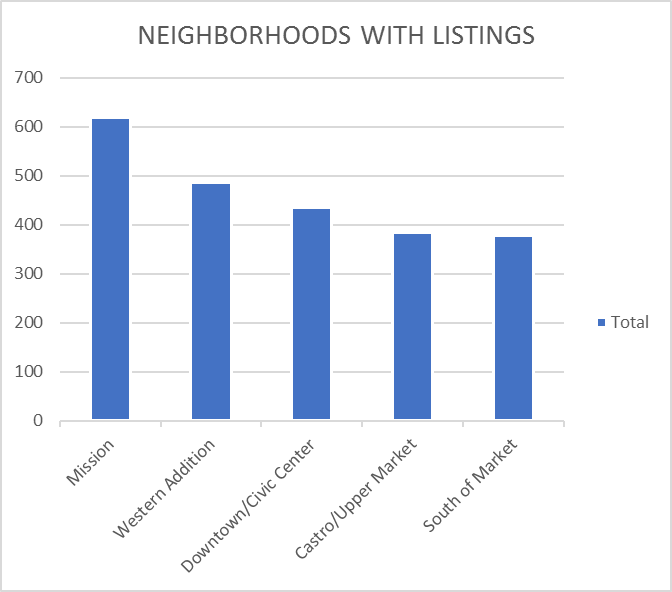 NEIGHBORHOODS WITH LISTINGS
700
600
500
400
300
200
100
0
Mission
Western Addition
Downtown/Civic Center
Castro/Upper Market
South of Market
Total